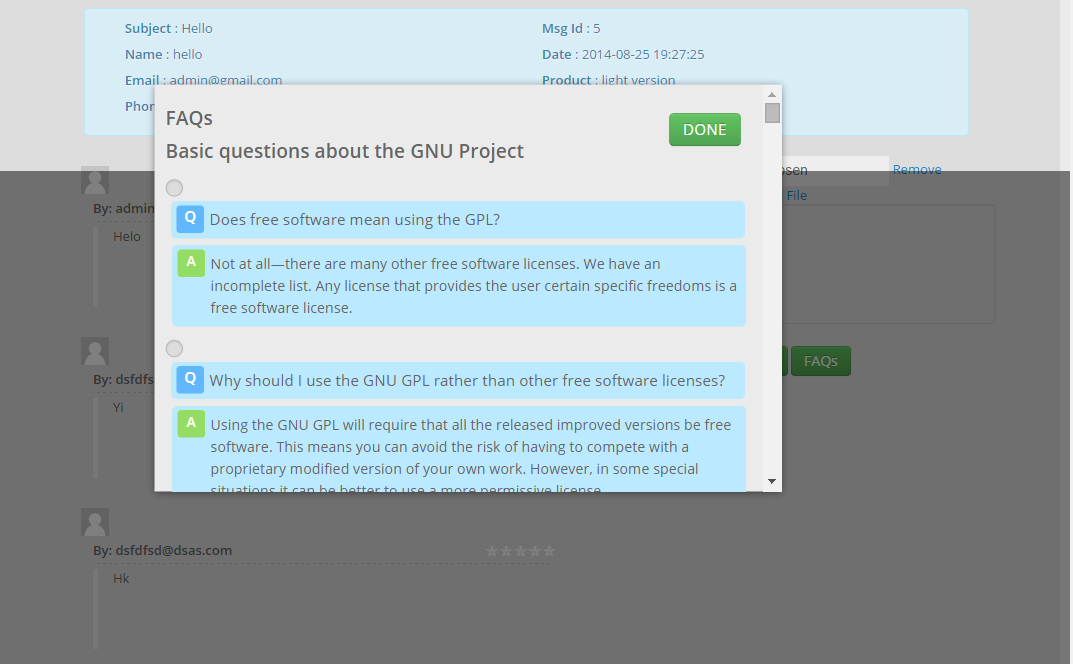 Subject : Hello
Msg Id : 5
Name : hello
Date : 2014-08-25 19:27:25
Email : admin@gmail.com
Product : light version
FAQs
DONE
Basic questions about the GNU Project
Remove
File
By: admin
Helo
Q Does free software mean using the GPL?
A Not at all—there are many other free software licenses. We have an
incomplete list. Any license that provides the user certain specific freedoms is a
free software license.
By: dsfdfs
Yi
FAQs
Q Why should I use the GNU GPL rather than other free software licenses?
A Using the GNU GPL will require that all the released improved versions be free
software. This means you can avoid the risk of having to compete with a
proprietary modified version of your own work. However, in some special
situations it can be better to use a more permissive license.
By: dsfdfsd@dsas.com
Hk